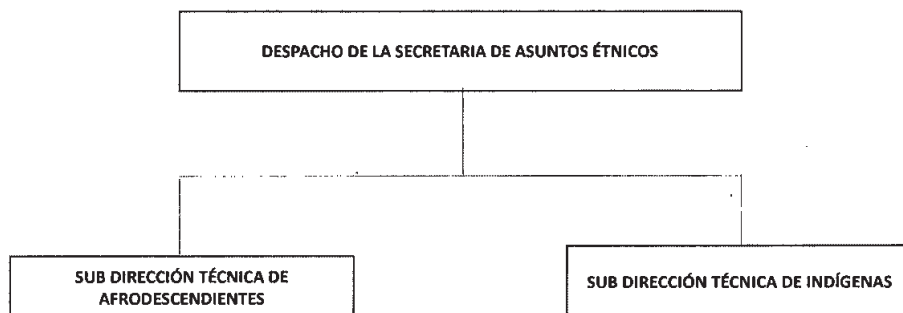 DESPACHO DE LA SECRETARIA DE ASUNTOS ÉTNICOS
SUB DIRECCIÓN TÉCNICA DE
AFRODESCENDIENTES
SUB DIRECCIÓN TÉCNICA DE INDÍGENAS